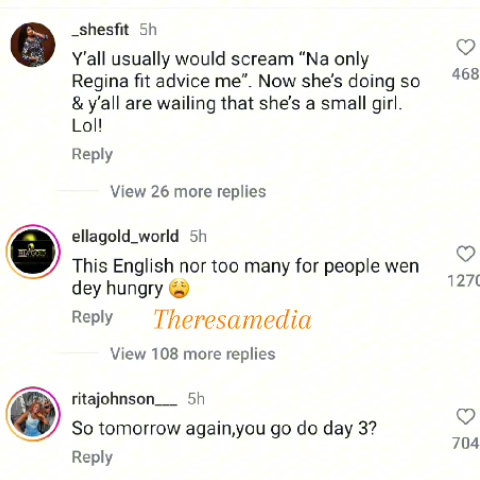 _shesfit 5h
Y'all usually would scream “Na only
Regina fit advice me”. Now she's doing so
& y'all are wailing that she's a small girl.
Lol!
468
Reply
View 26 more replies
ellagold_world 5h
This English nor too many for people wen
dey hungry 😩
1270
Reply
Theresamedia
View 108 more replies
ritajohnson___ 5h
So tomorrow again,you go do day 3?
704
Reply